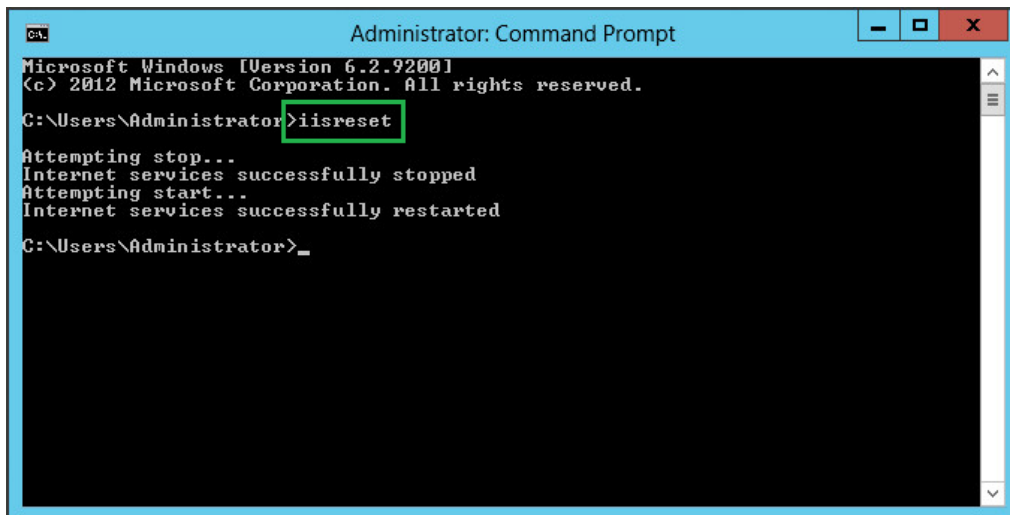 Administrator: Command Prompt
Microsoft Windows [Version 6.2.9200]
(c) 2012 Microsoft Corporation. All rights reserved.
C:\Users\Administrator>iisreset
Attempting stop...
Internet services successfully stopped
Attempting start...
Internet services successfully restarted
C:\Users\Administrator>_